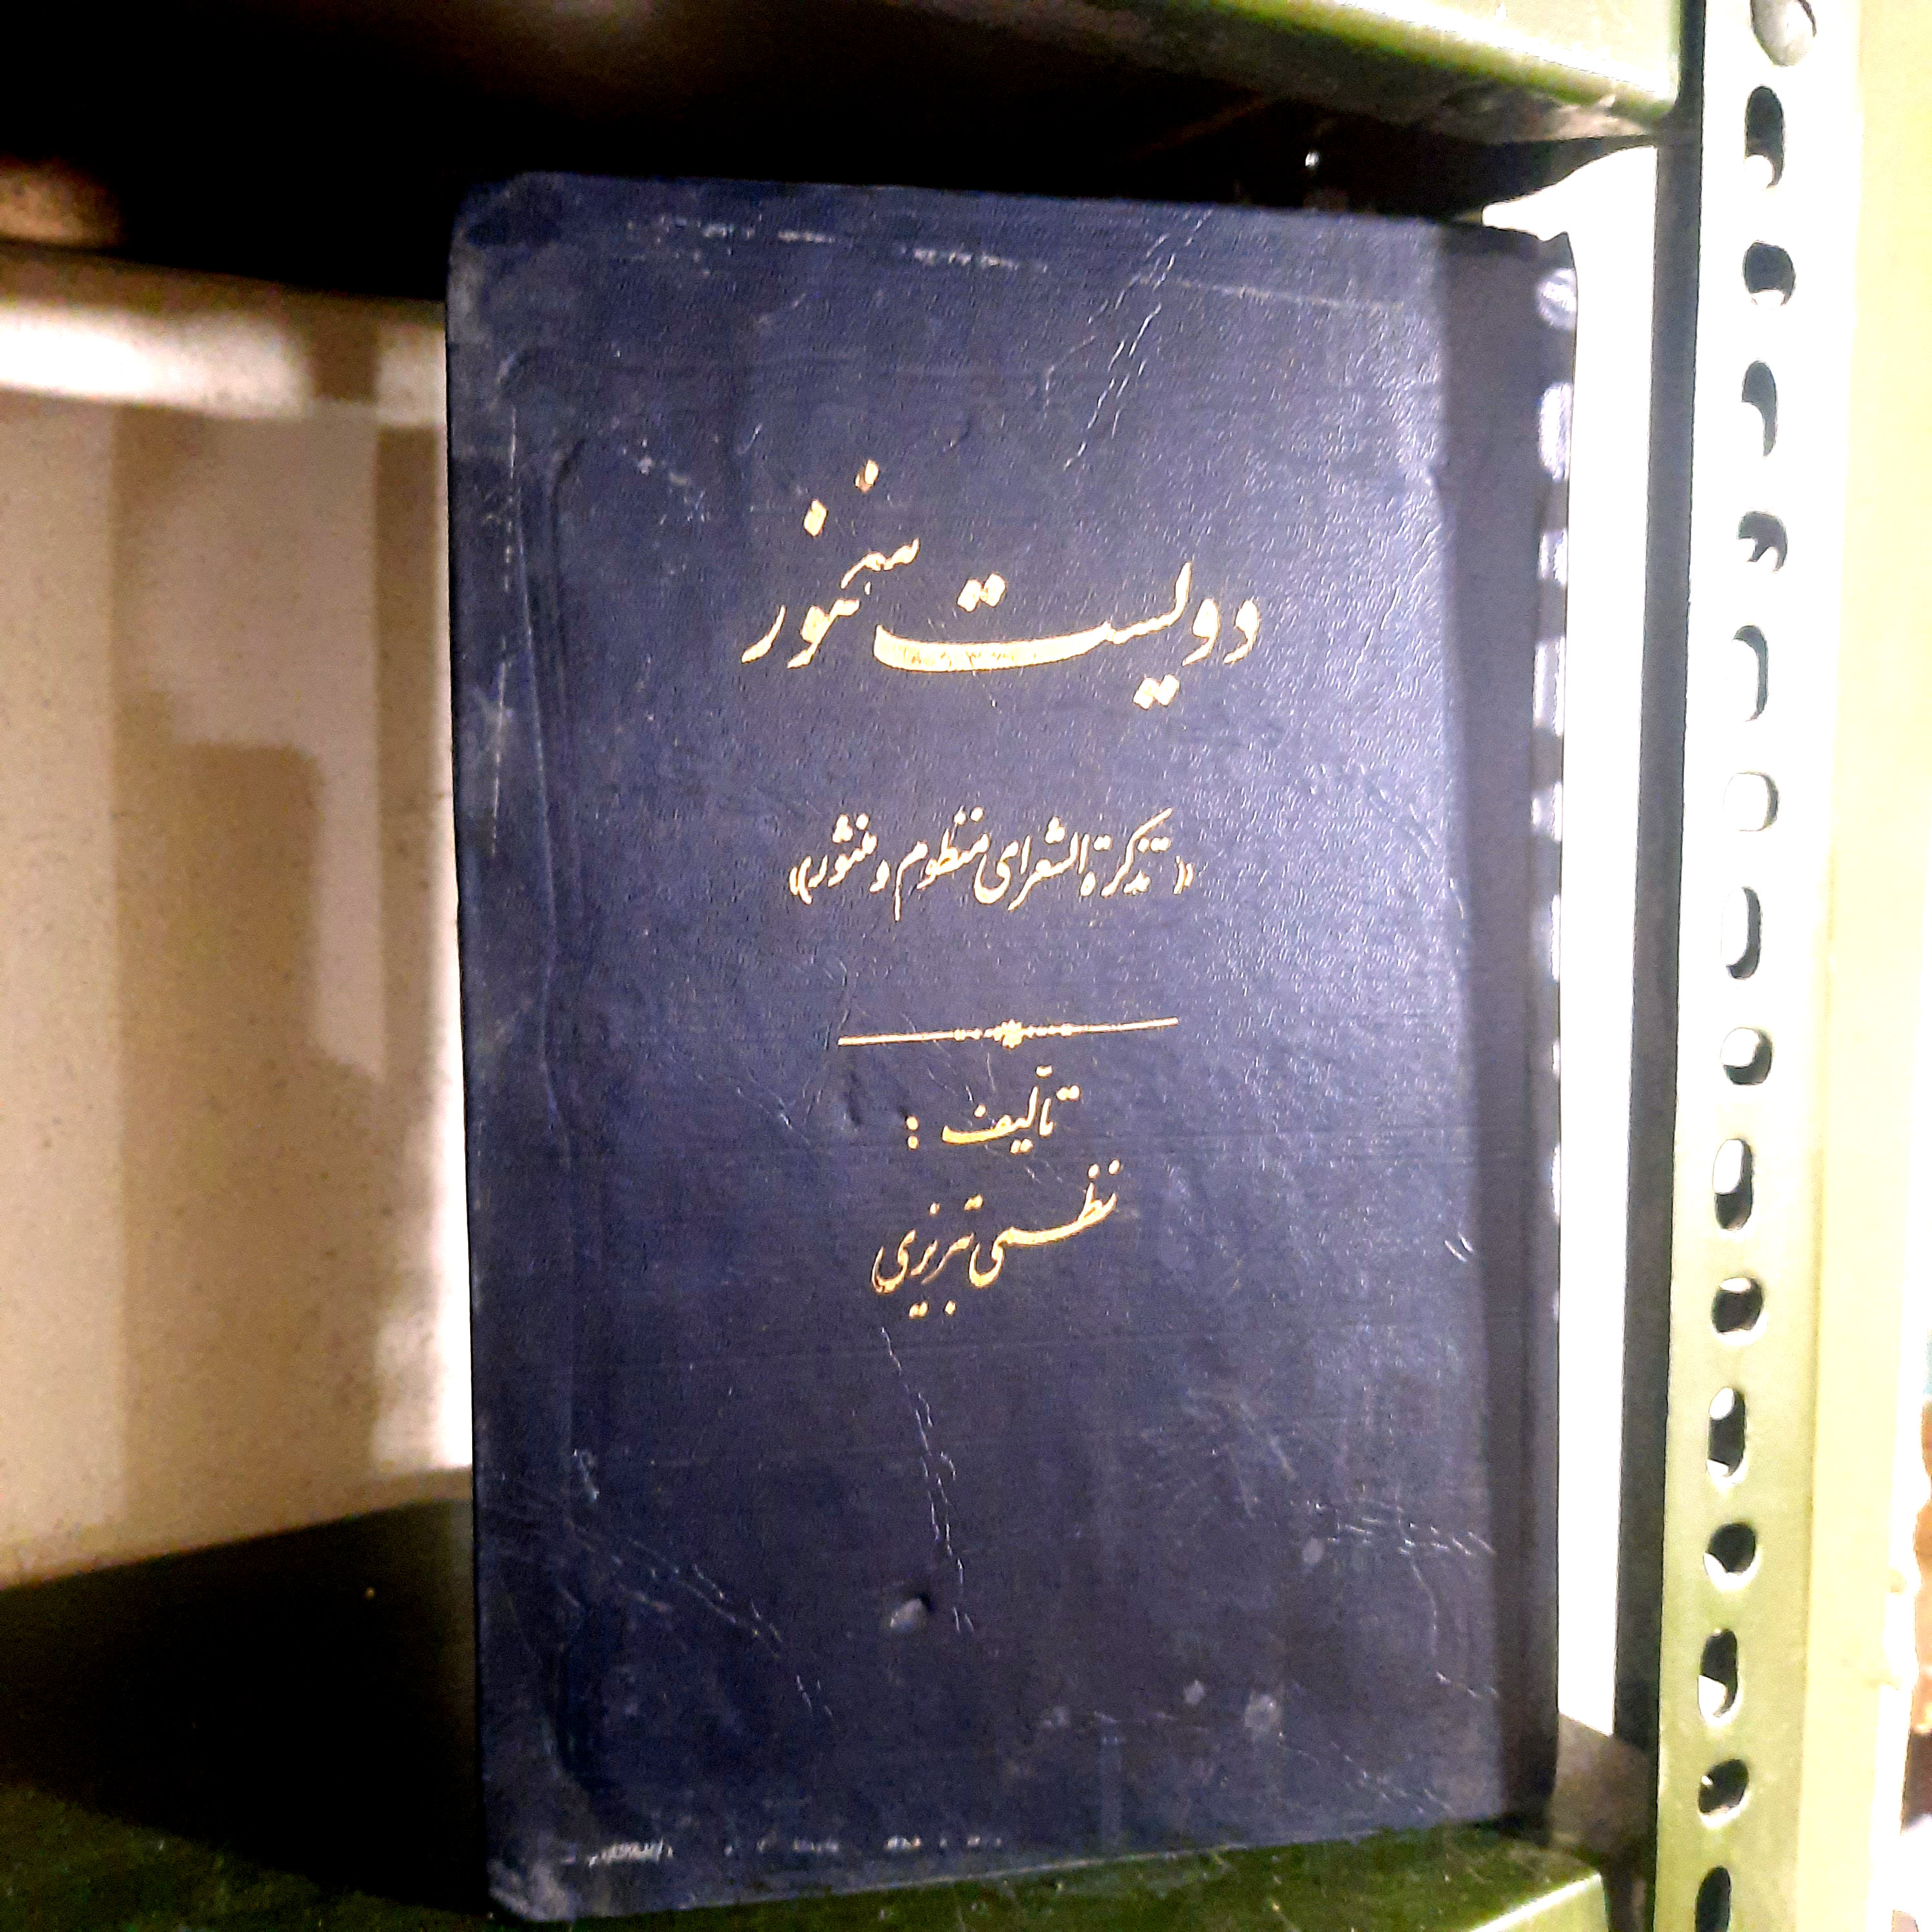 دویست سخنور
«تذکرة الشعرای منظوم و منثور»
تألیف :
نظمی تبریزی